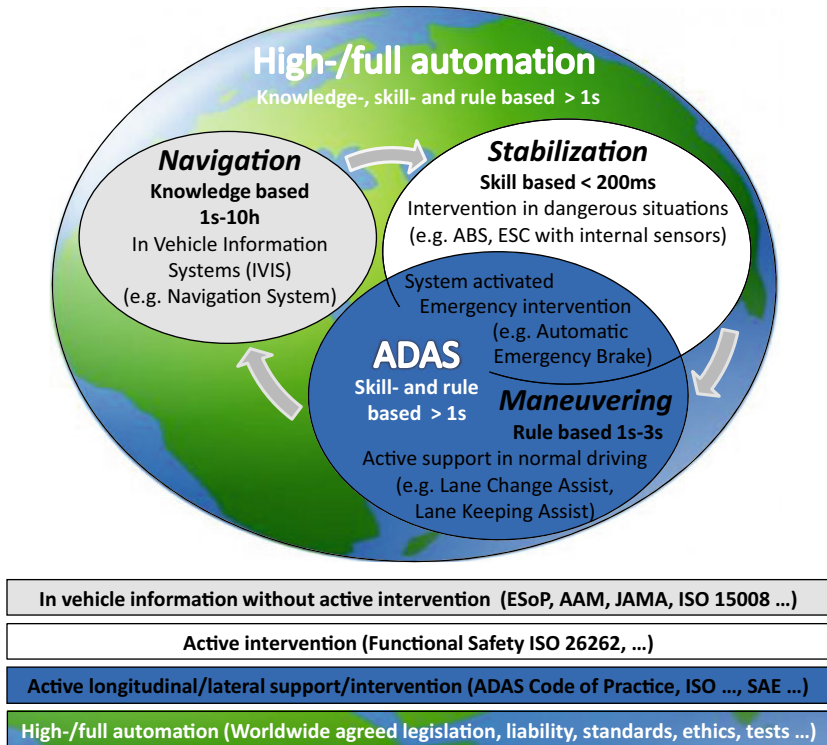 High-/full automation
Knowledge-, skill- and rule based  > 1s
Navigation
Knowledge based
1s-10h
In Vehicle Information
Systems (IVIS)
(e.g. Navigation System)
Stabilization
Skill based < 200ms
Intervention in dangerous situations
(e.g. ABS, ESC with internal sensors)
System activated
Emergency intervention
(e.g. Automatic
Emergency Brake)
ADAS
Skill- and rule
based  > 1s
Maneuvering
Rule based 1s-3s
Active support in normal driving
(e.g. Lane Change Assist,
Lane Keeping Assist)
In vehicle information without active intervention  (ESoP, AAM, JAMA, ISO 15008 ...)
Active intervention (Functional Safety ISO 26262, ...)
Active longitudinal/lateral support/intervention (ADAS Code of Practice, ISO ..., SAE ...)
High-/full automation (Worldwide agreed legislation, liability, standards, ethics, tests ...)